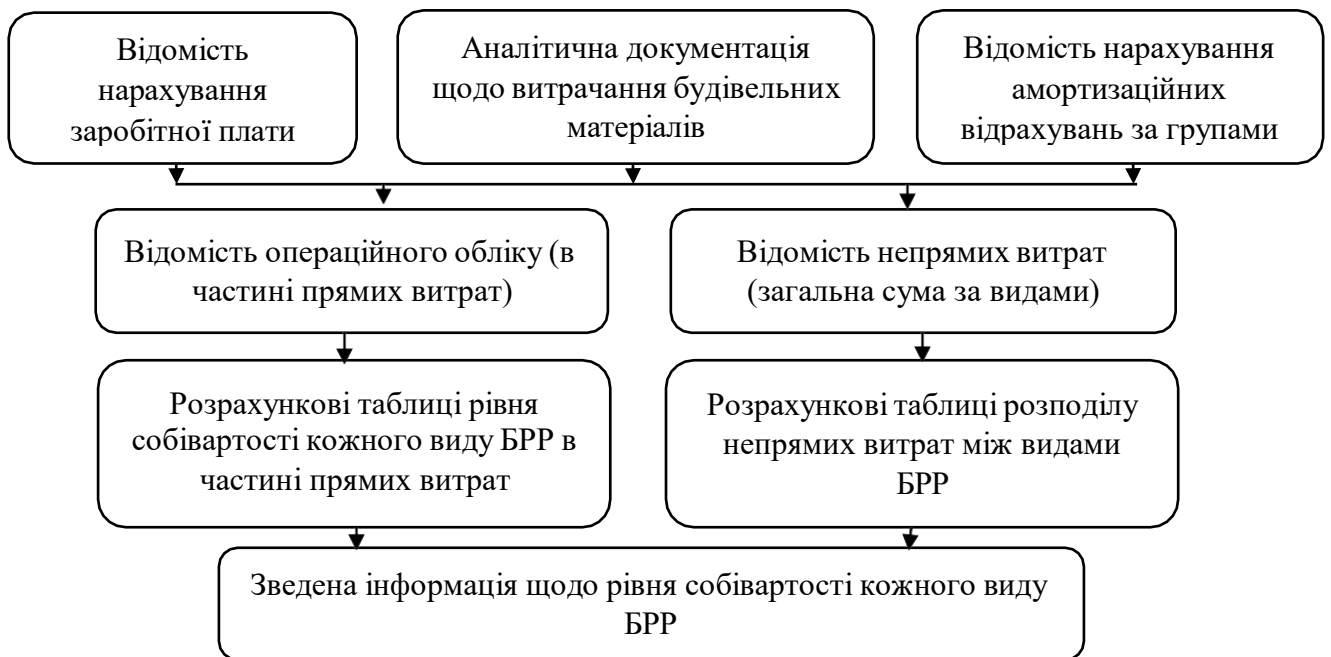 Відомість
нарахування
заробітної плати
Аналітична документація
щодо витрачання будівельних
матеріалів
Відомість нарахування
амортизаційних
відрахувань за групами
Відомість операційного обліку (в
частині прямих витрат)
Відомість непрямих витрат
(загальна сума за видами)
Розрахункові таблиці рівня
собівартості кожного виду БРР в
частині прямих витрат
Розрахункові таблиці розподілу
непрямих витрат між видами
БРР
Зведена інформація щодо рівня собівартості кожного виду
БРР